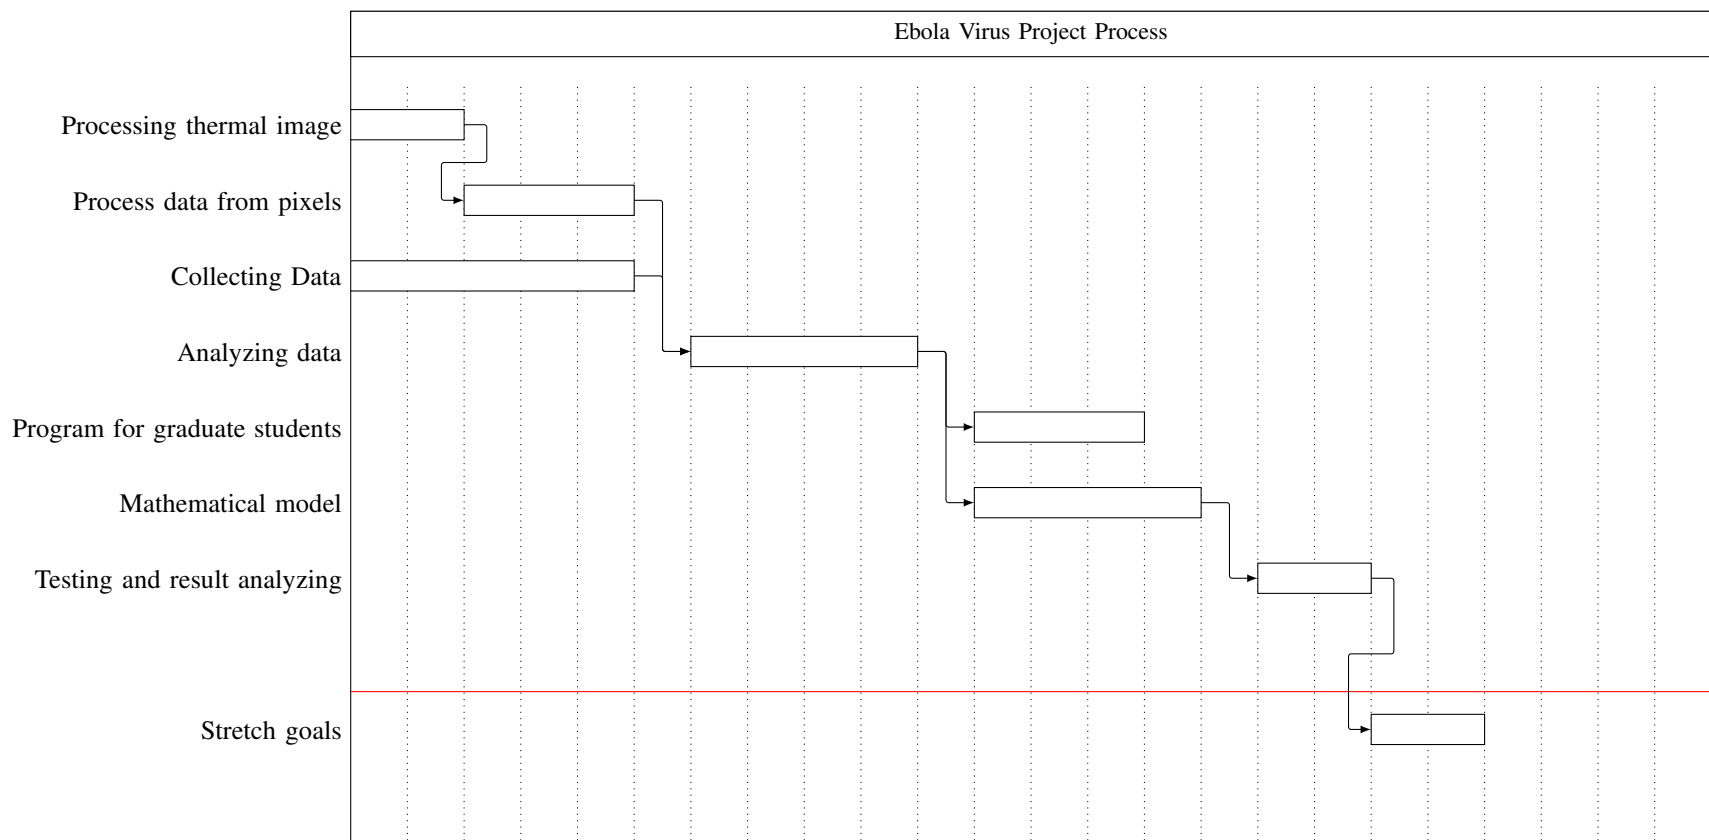 Ebola Virus Project Process
Processing thermal image
Process data from pixels
Collecting Data
Analyzing data
Program for graduate students
Mathematical model
Testing and result analyzing
Stretch goals